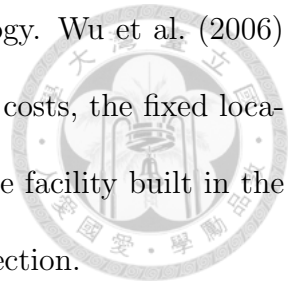 ogy. Wu et al. (2006)
costs, the fixed loca-
e facility built in the
ection.